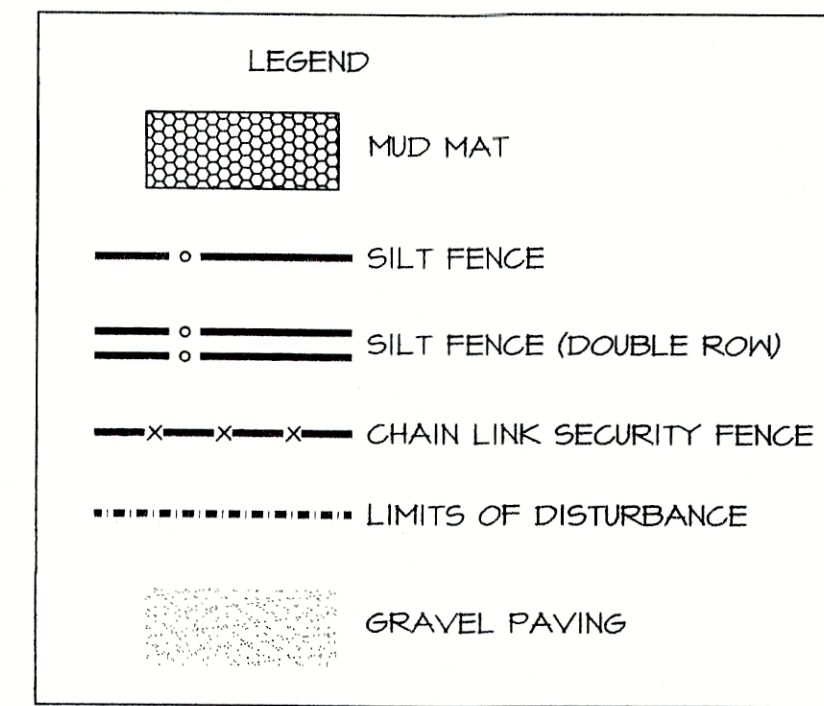 LEGEND
MUD MAT
SILT FENCE
SILT FENCE (DOUBLE ROW)
CHAIN LINK SECURITY FENCE
LIMITS OF DISTURBANCE
GRAVEL PAVING